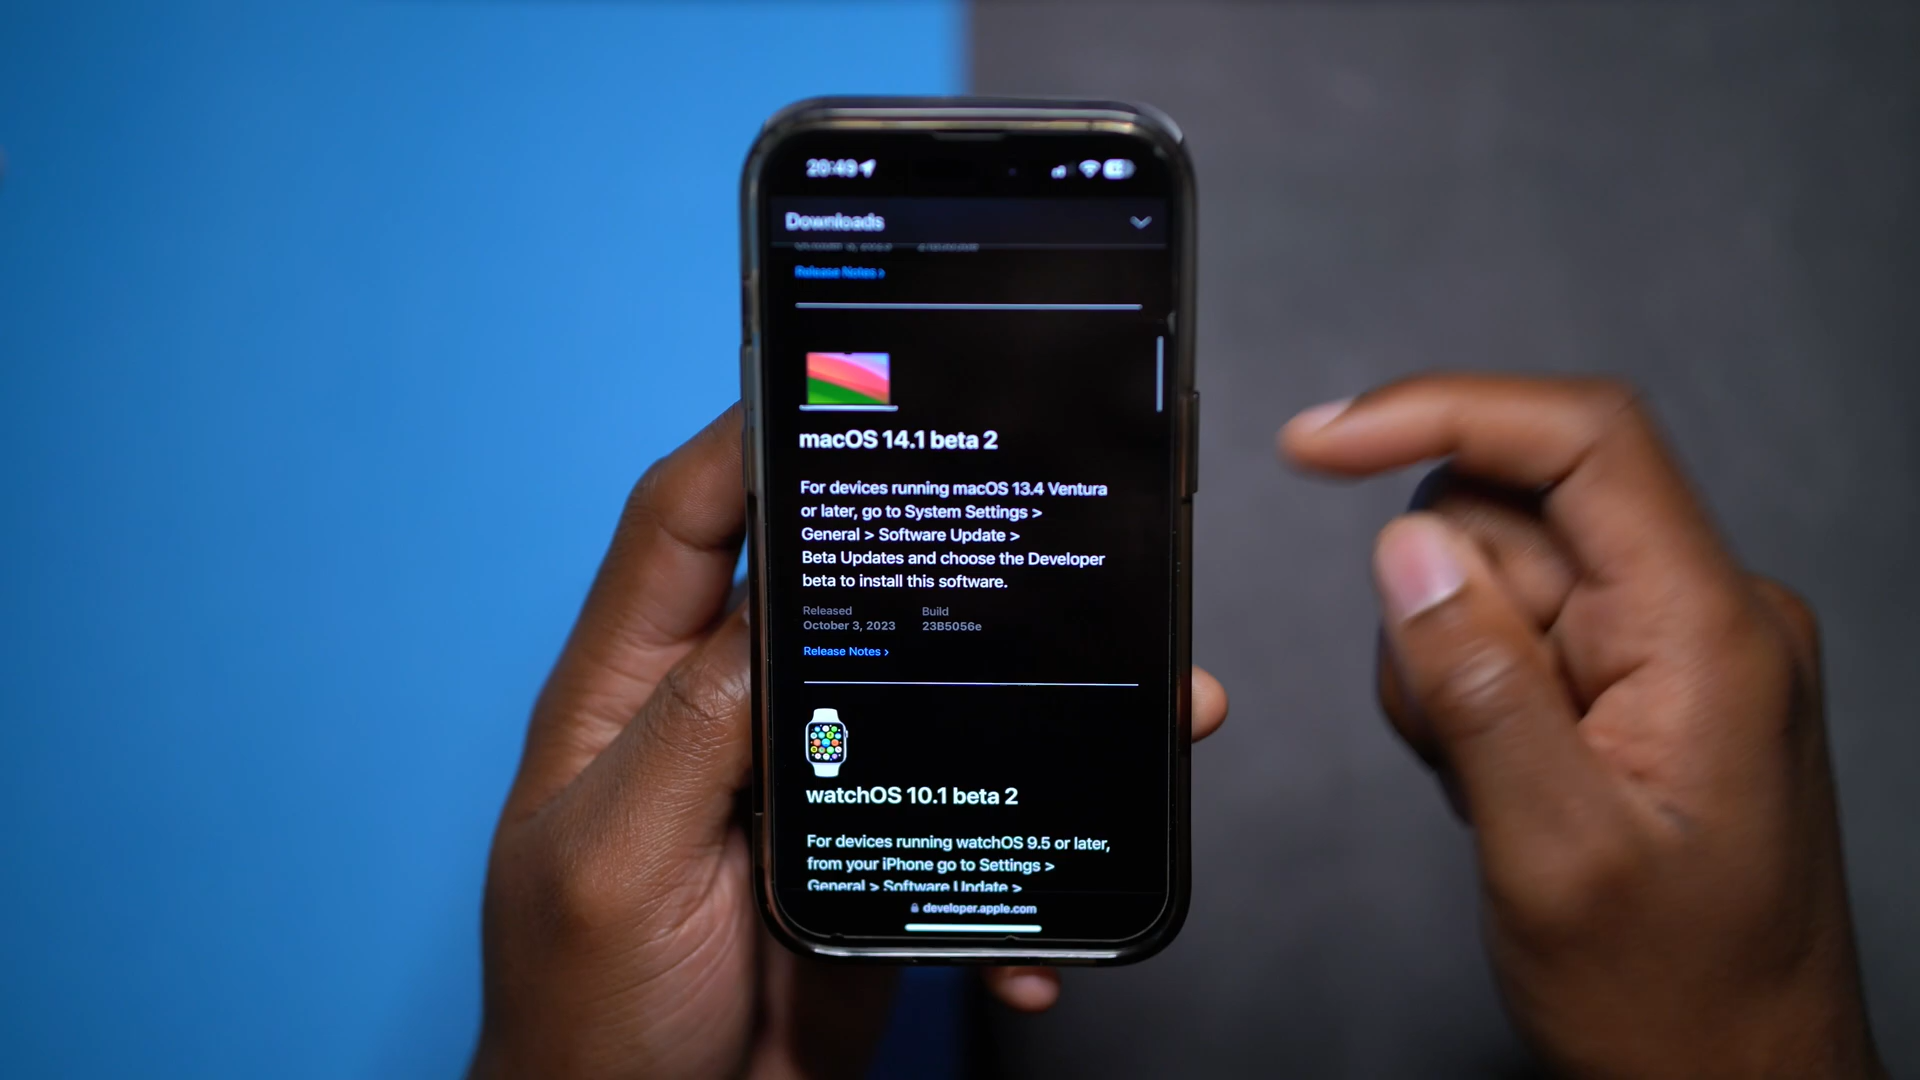 20:49
Downloads
Release Notes >
macOS 14.1 beta 2
For devices running macOS 13.4 Ventura
or later, go to System Settings >
General > Software Update >
Beta Updates and choose the Developer
beta to install this software.
Released Build
October 3, 2023 23B5056e
Release Notes >
watchOS 10.1 beta 2
For devices running watchOS 9.5 or later,
from your iPhone go to Settings >
General > Software Update >
developer.apple.com